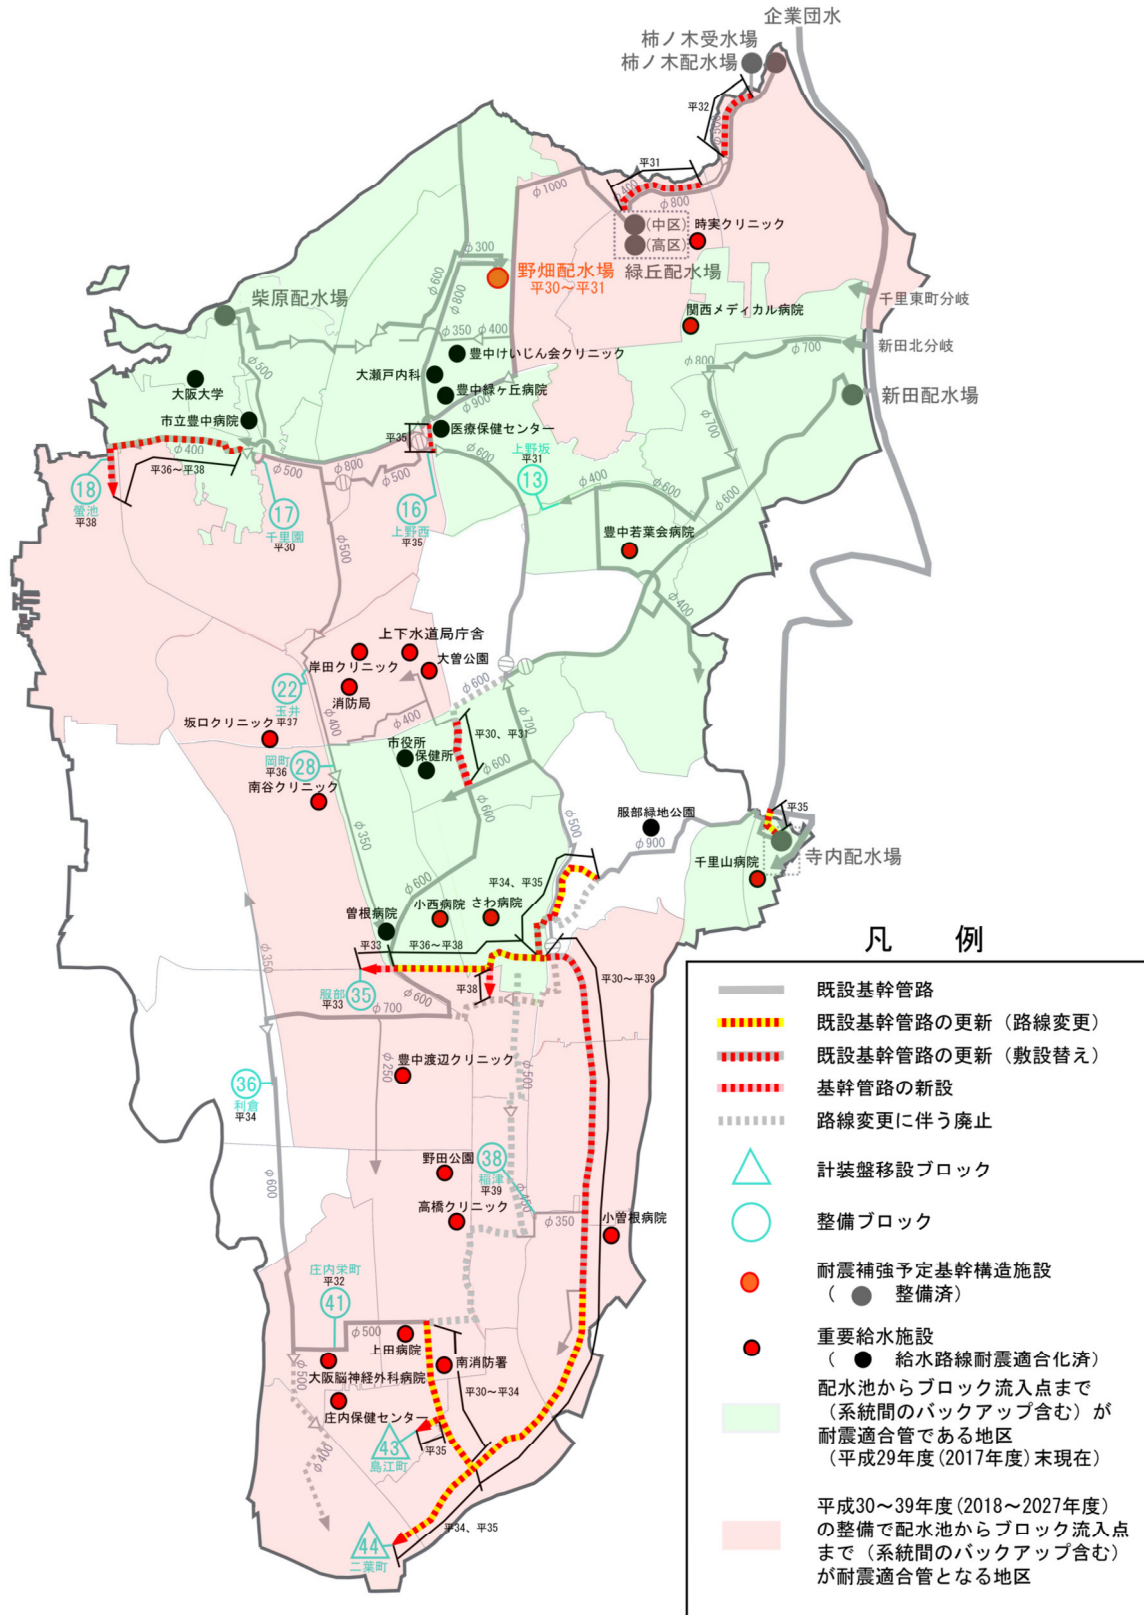 企業団水
柿ノ木受水場
柿ノ木配水場
平32
φ800
平31
φ400
φ1000
φ800
(中区)
(高区)
時実クリニック
緑丘配水場
φ300
野畑配水場
平30～平31
φ600
φ800
柴原配水場
千里東町分岐
関西メディカル病院
φ350
φ400
新田北分岐
φ800
φ700
豊中けいじん会クリニック
大瀬戸内科
φ500
大阪大学
豊中緑ヶ丘病院
φ900
新田配水場
市立豊中病院
平35
医療保健センター
φ400
φ600
上野坂
平31
13
φ700
平36～平38
φ500
φ800
φ500
φ400
φ600
φ600
18
螢池
平38
17
千里園
平30
16
上野西
平35
豊中若葉会病院
φ500
φ400
上下水道局庁舎
岸田クリニック
大曽公園
φ600
22
玉井
平37
消防局
坂口クリニック
φ400
φ400
φ700
平30、平31
市役所
保健所
岡町
平36
28
φ600
南谷クリニック
φ600
φ500
服部緑地公園
平35
φ350
φ900
寺内配水場
千里山病院
平34、平35
φ600
小西病院
さわ病院
曽根病院
平33
平36～平38
平30～平39
φ350
平38
服部
平33
35
φ600
φ700
豊中渡辺クリニック
φ250
φ500
36
利倉
平34
野田公園
38
稲津
平39
φ600
高橋クリニック
φ400
φ350
小曽根病院
庄内栄町
平32
41
φ500
上田病院
南消防署
φ500
大阪脳神経外科病院
平30～平34
庄内保健センター
43
島江町
平35
φ400
平34、平35
44
二葉町
凡　例
既設基幹管路
既設基幹管路の更新（路線変更）
既設基幹管路の更新（敷設替え）
基幹管路の新設
路線変更に伴う廃止
計装盤移設ブロック
整備ブロック
耐震補強予定基幹構造施設
（　整備済）
重要給水施設
（　給水路線耐震適合化済）
配水池からブロック流入点まで
（系統間のバックアップ含む）が
耐震適合管である地区
（平成29年度(2017年度)末現在）
平成30～39年度(2018～2027年度)
の整備で配水池からブロック流入点
まで（系統間のバックアップ含む）
が耐震適合管となる地区